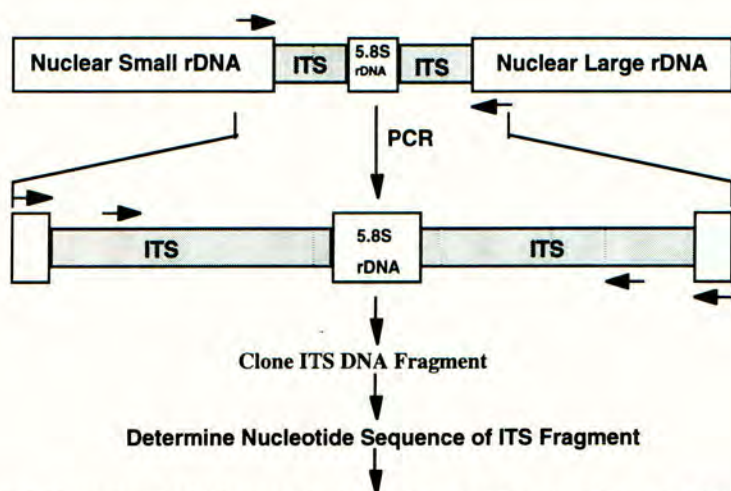 Nuclear Small rDNA
ITS
5.8S
rDNA
ITS
Nuclear Large rDNA
PCR
ITS
5.8S
rDNA
ITS
Clone ITS DNA Fragment
Determine Nucleotide Sequence of ITS Fragment